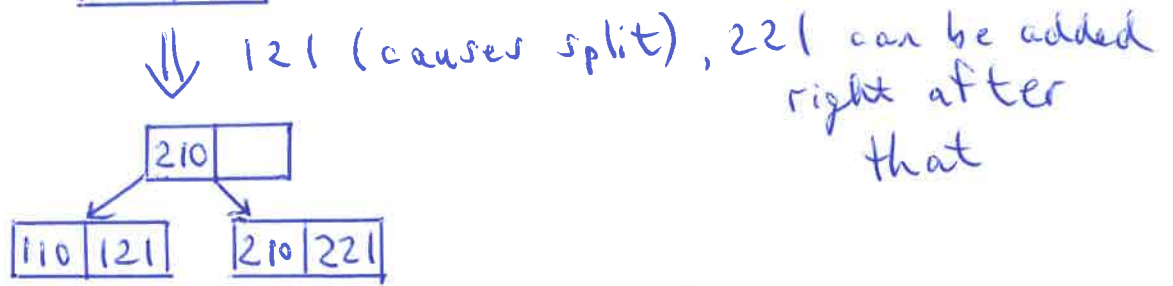 121 (causes split), 221 can be added
right after
that
210
110 121 210 221